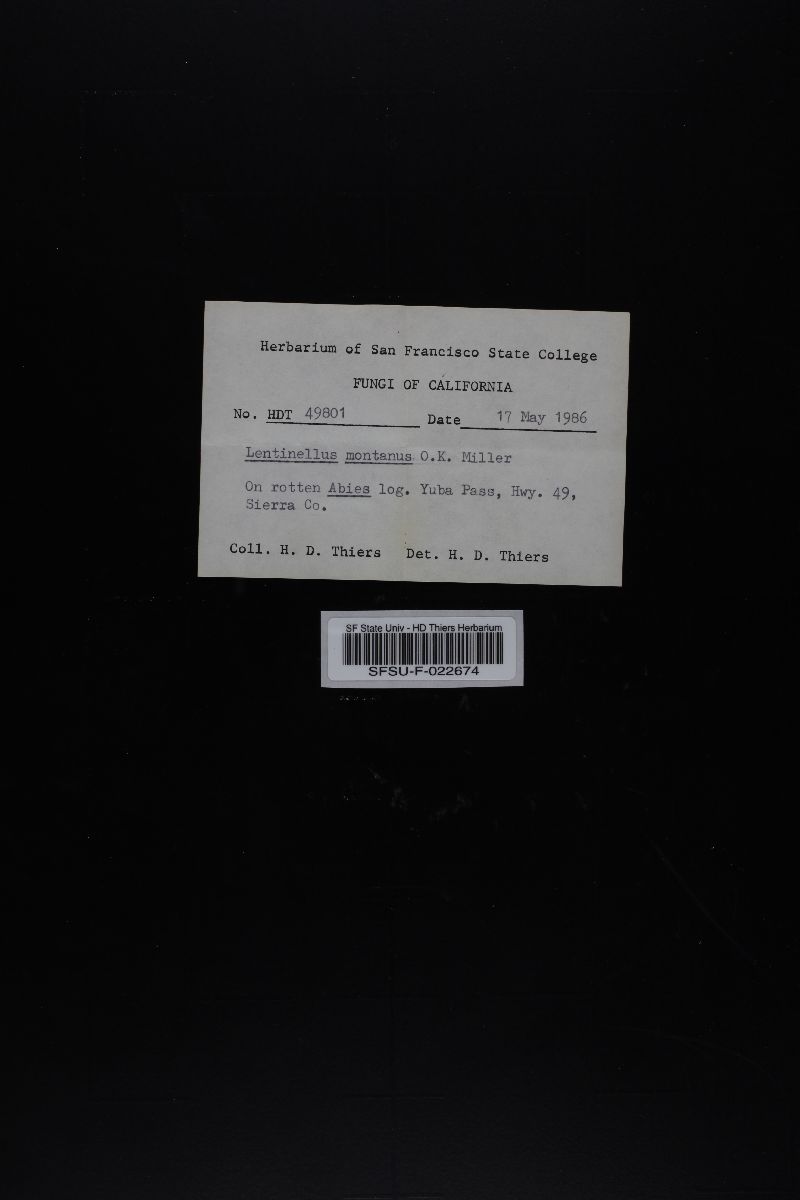 Herbarium of San Francisco State College
FUNGI OF CALIFORNIA
No. HDT 49801 Date 17 May 1986
Lentinellus montanus O.K. Miller
On rotten Abies log. Yuba Pass, Hwy. 49,
Sierra Co.
Coll. H. D. Thiers Det. H. D. Thiers
SF State Univ - HD Thiers Herbarium
SFSU-F-022674